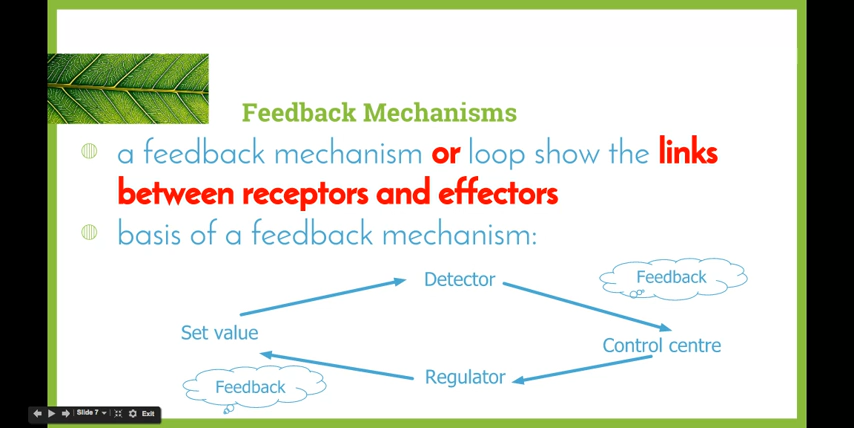 Feedback Mechanisms
a feedback mechanism or loop show the links
between receptors and effectors
basis of a feedback mechanism:
Detector
Feedback
Set value
Control centre
Regulator
Feedback
Slide 7
Exit